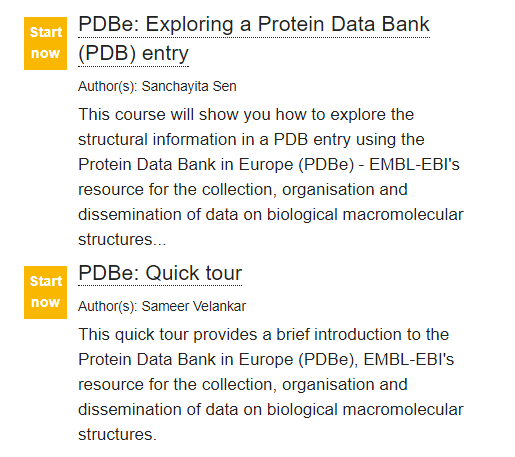 Start
now
PDBe: Exploring a Protein Data Bank
(PDB) entry
Author(s): Sanchayita Sen
This course will show you how to explore the
structural information in a PDB entry using the
Protein Data Bank in Europe (PDBe) - EMBL-EBI's
resource for the collection, organisation and
dissemination of data on biological macromolecular
structures...
Start
now
PDBe: Quick tour
Author(s): Sameer Velankar
This quick tour provides a brief introduction to the
Protein Data Bank in Europe (PDBe), EMBL-EBI's
resource for the collection, organisation and
dissemination of data on biological macromolecular
structures.